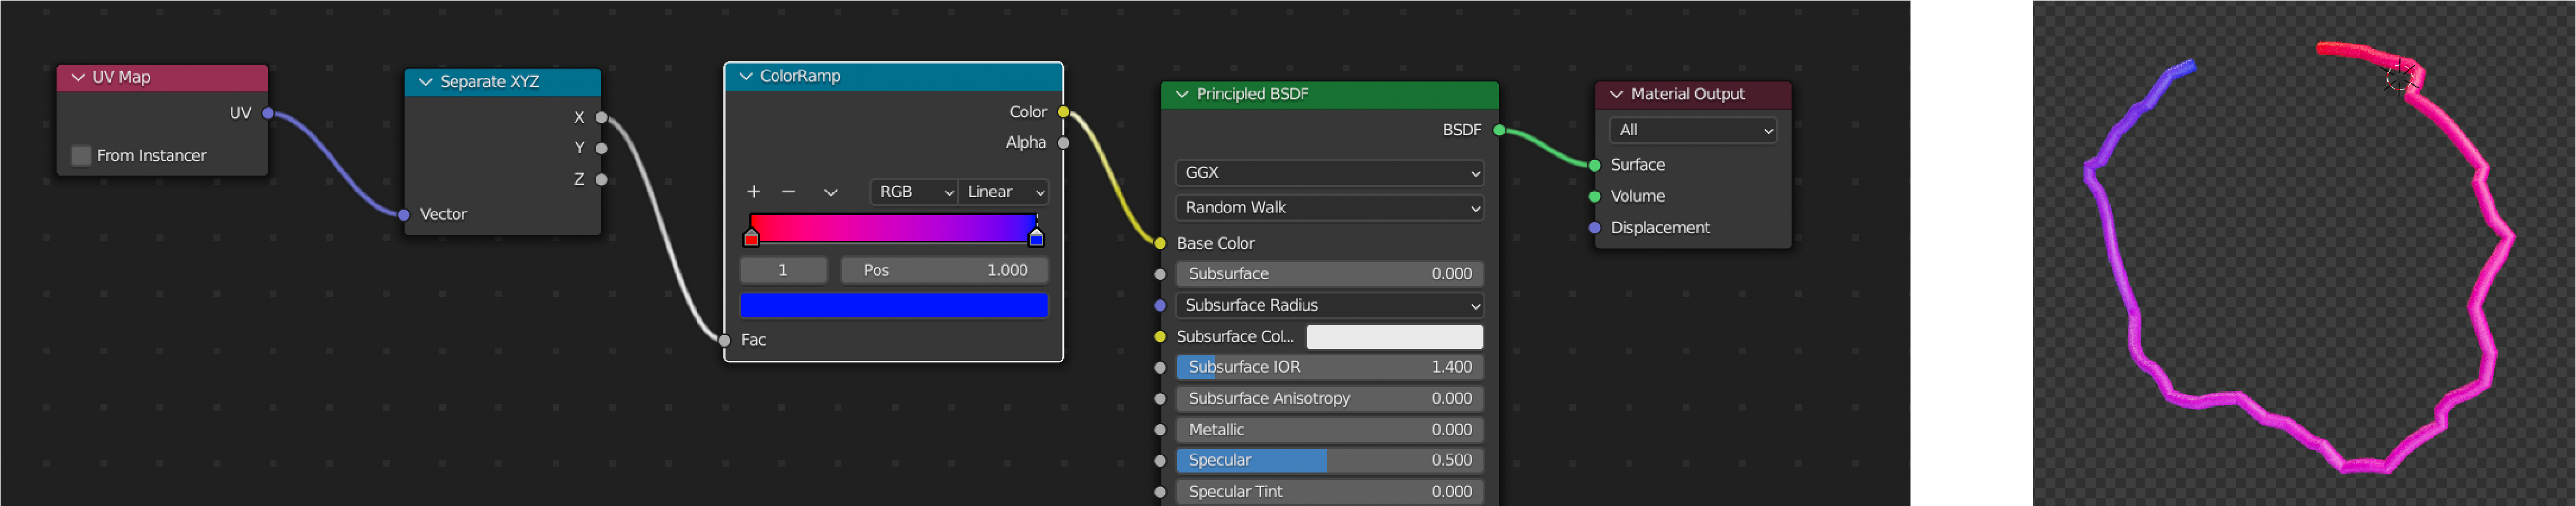 UV Map
UV
From Instancer
Separate XYZ
X
Y
Z
Vector
ColorRamp
Color
Alpha
RGB
Linear
1
Pos 1.000
Fac
Principled BSDF
BSDF
GGX
Random Walk
Base Color
Subsurface 0.000
Subsurface Radius
Subsurface Col...
Subsurface IOR 1.400
Subsurface Anisotropy 0.000
Metallic 0.000
Specular 0.500
Specular Tint 0.000
Material Output
All
Surface
Volume
Displacement